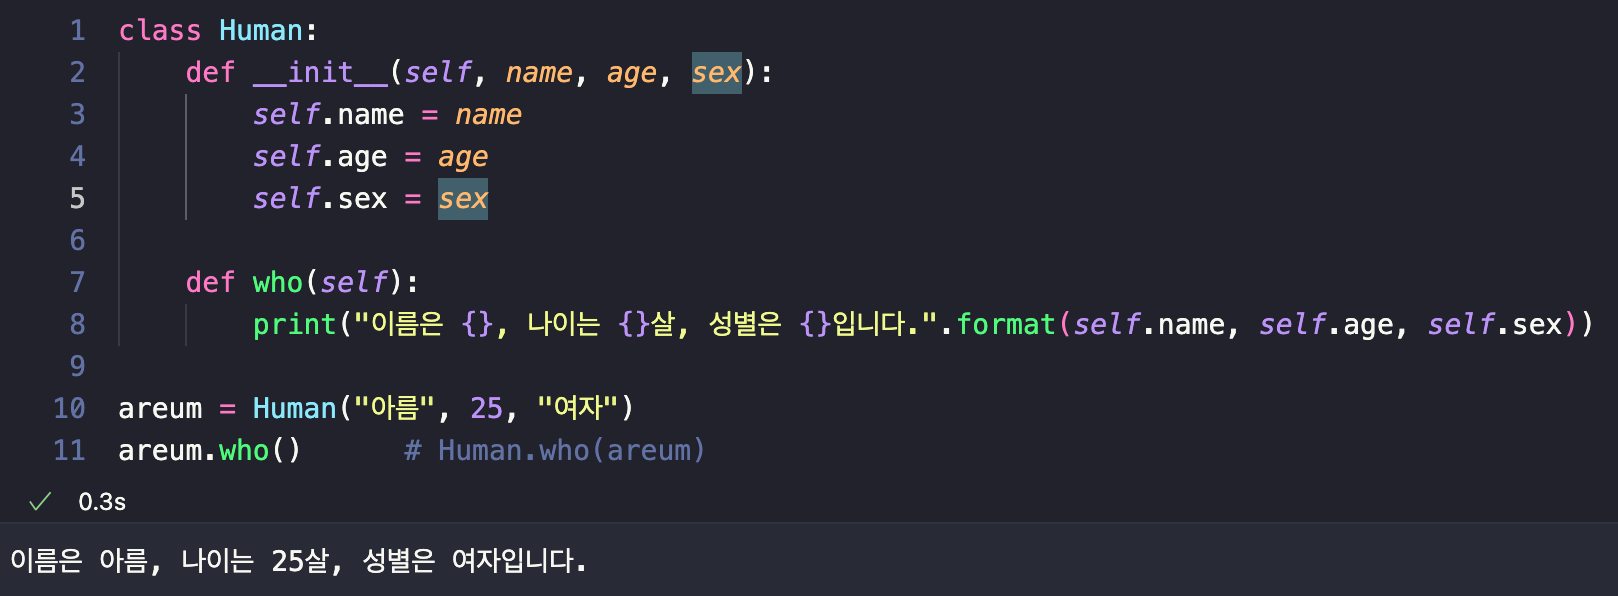 1 class Human:
2     def __init__(self, name, age, sex):
3         self.name = name
4         self.age = age
5         self.sex = sex
6
7     def who(self):
8         print("이름은 {}, 나이는 {}살, 성별은 {}입니다.".format(self.name, self.age, self.sex))
9
10 areum = Human("아름", 25, "여자")
11 areum.who()      # Human.who(areum)
✓ 0.3s
이름은 아름, 나이는 25살, 성별은 여자입니다.